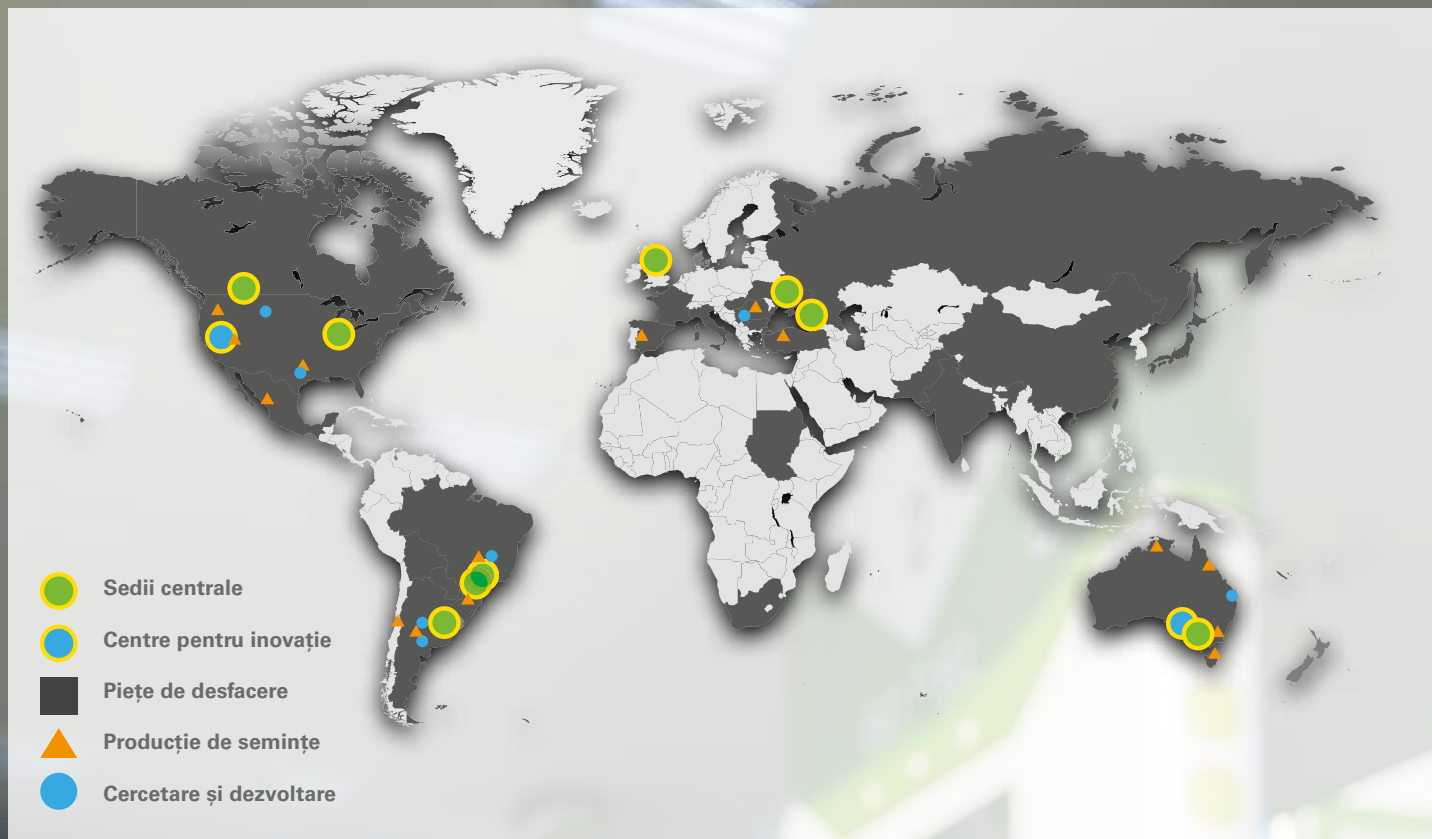 Sedii centrale
Centre pentru inovație
Piețe de desfacere
Producție de semințe
Cercetare și dezvoltare